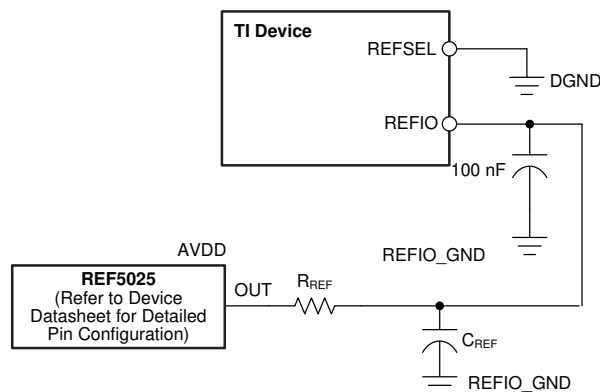 TI Device
REFSEL
DGND
REFIO
100 nF
REFIO_GND
AVDD
REF5025
(Refer to Device
Datasheet for Detailed
Pin Configuration)
OUT
RREF
CREF
REFIO_GND